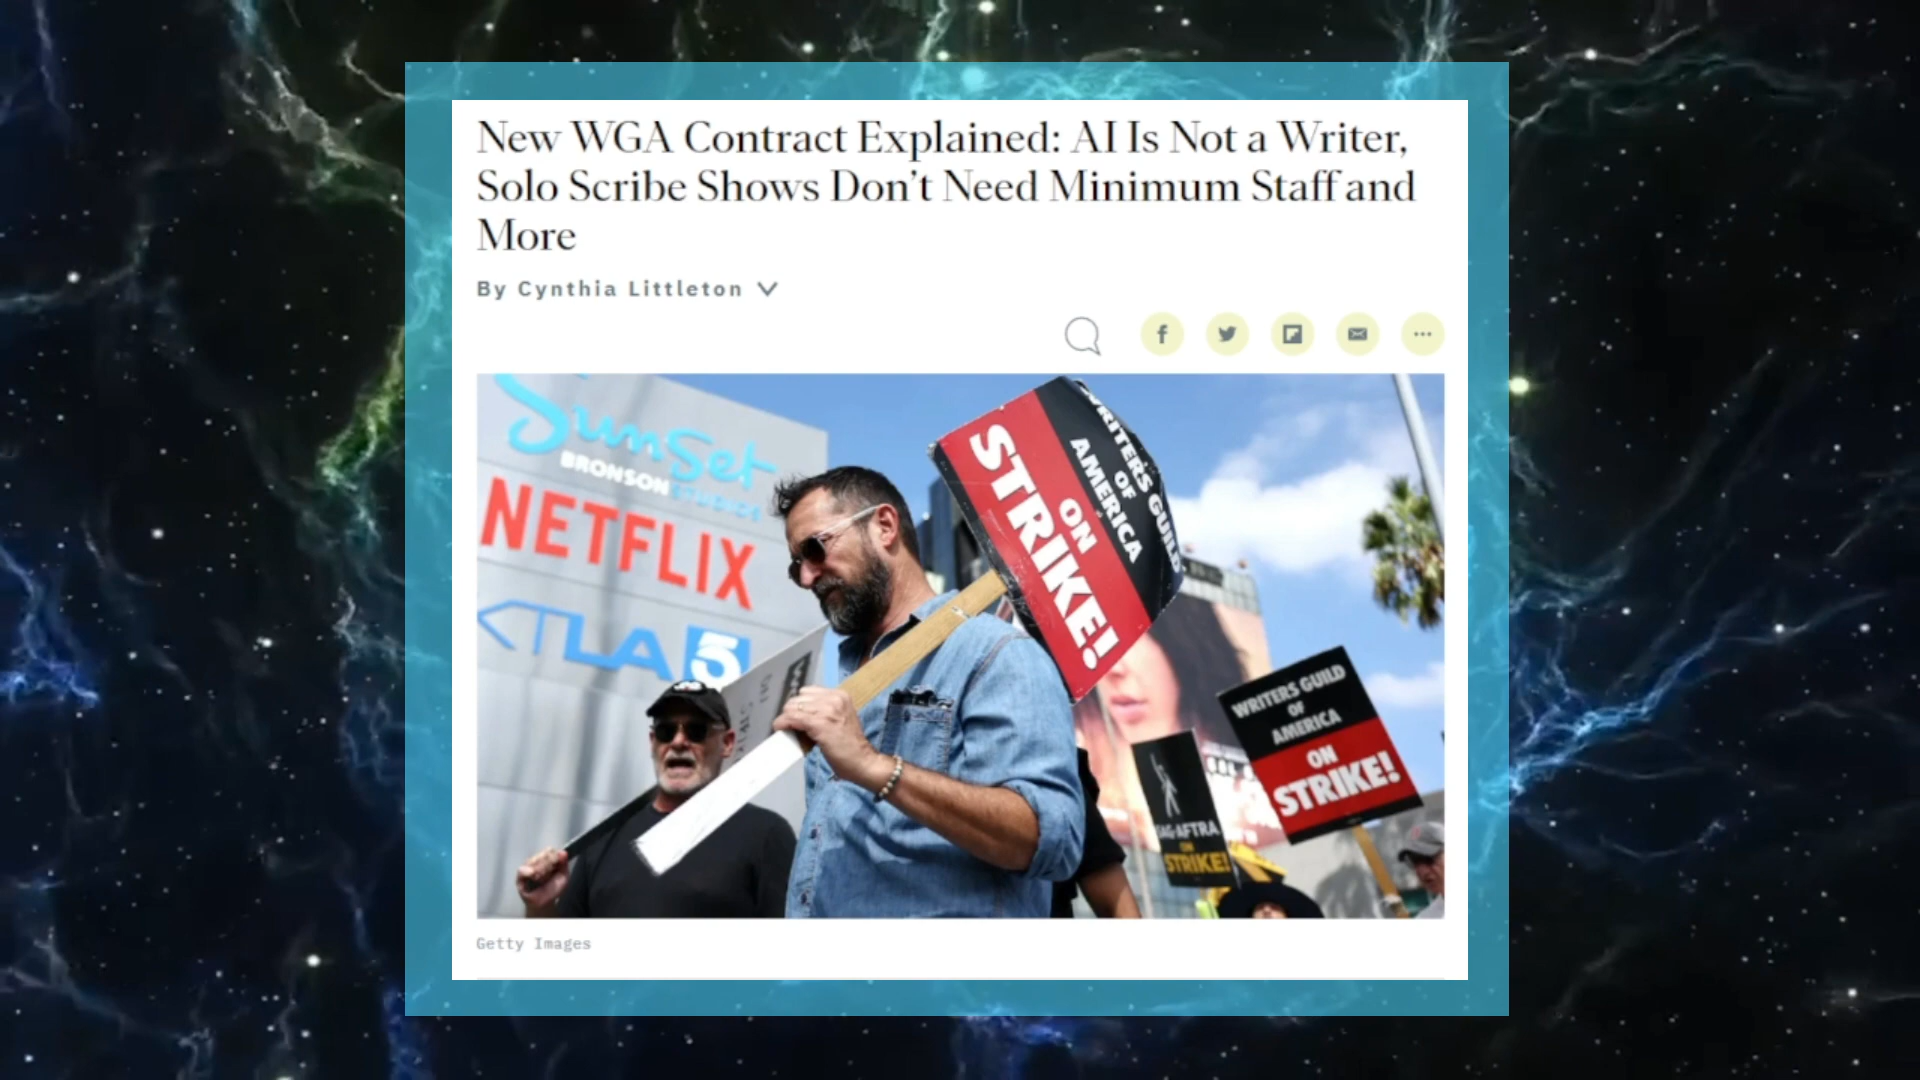 New WGA Contract Explained: AI Is Not a Writer,
Solo Scribe Shows Don't Need Minimum Staff and
More
By Cynthia Littleton
Sunset
BRONSON STUDIOS
NETFLIX
KTLA 5
WRITERS GUILD
OF
AMERICA
ON
STRIKE!
SAG-AFTRA
ON
STRIKE!
WRITERS GUILD
OF
AMERICA
ON
STRIKE!
Getty Images